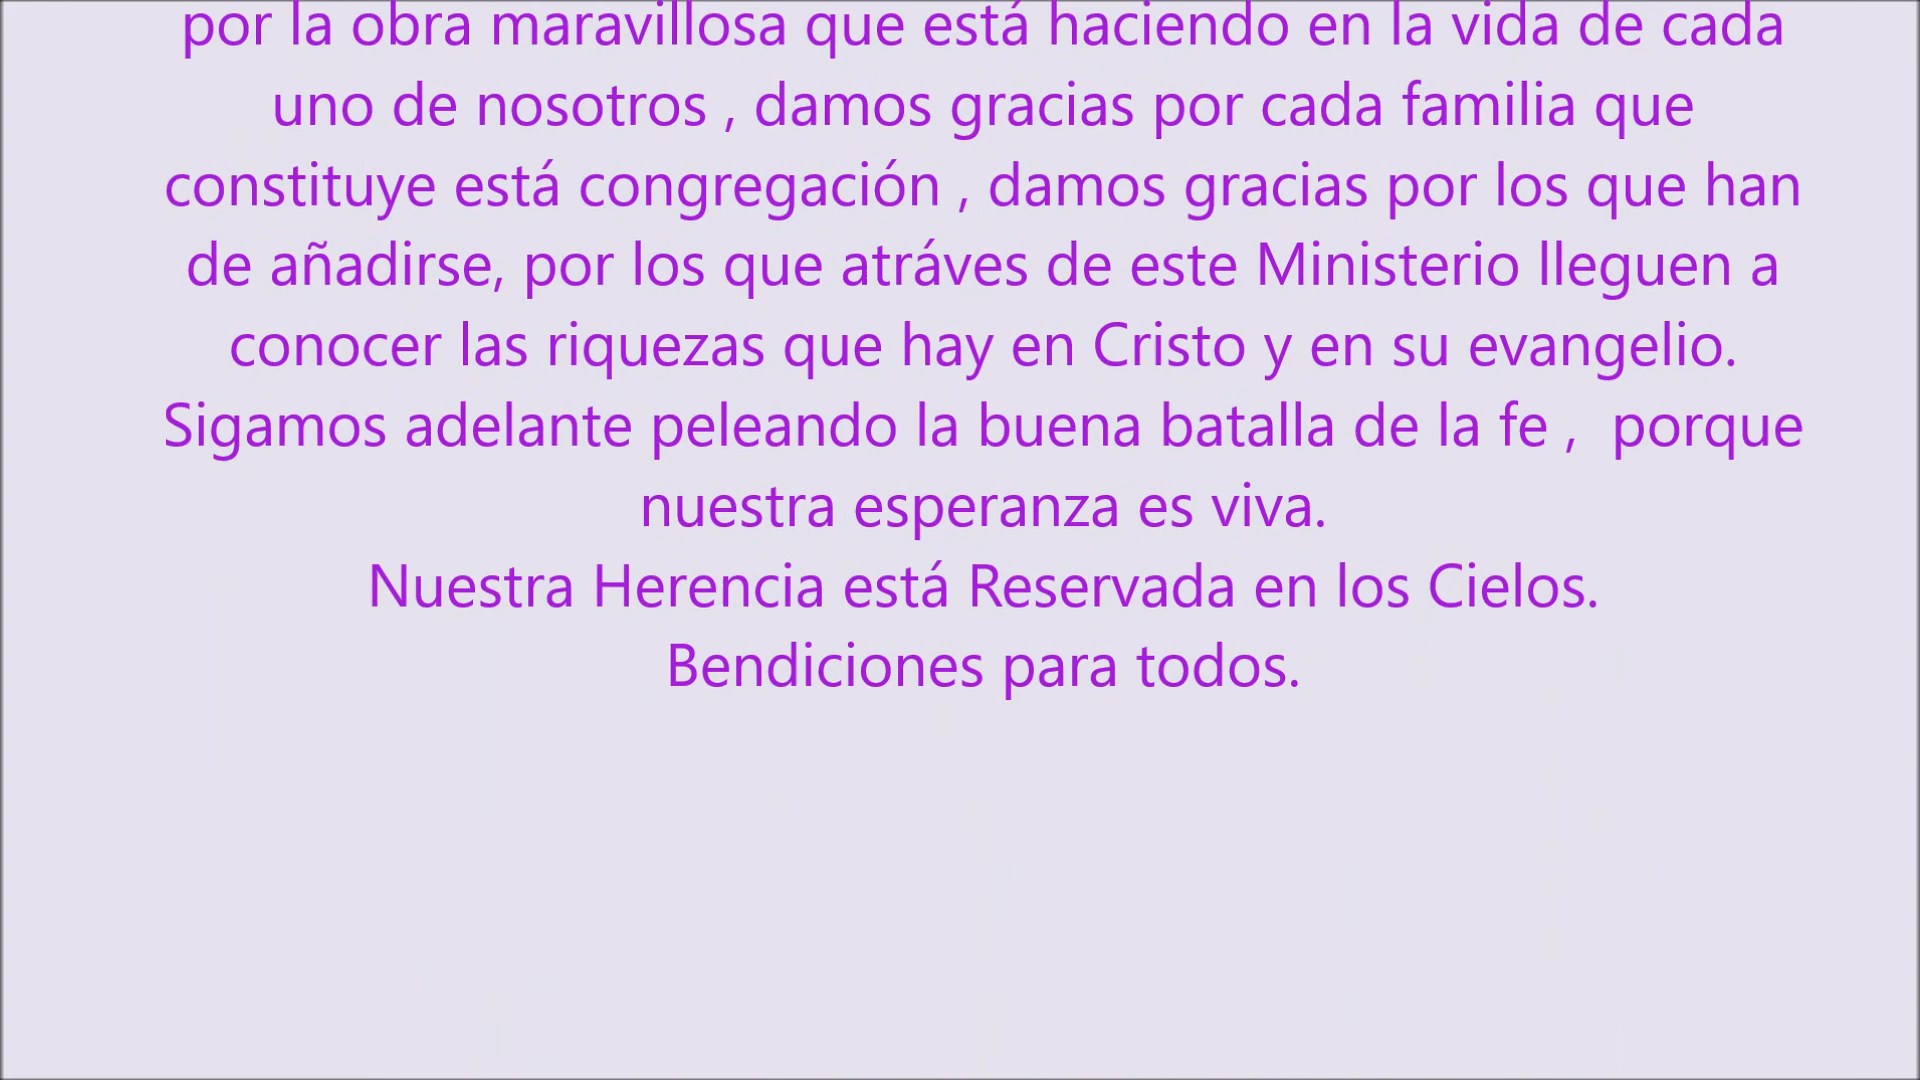 por la obra maravillosa que está haciendo en la vida de cada
uno de nosotros , damos gracias por cada familia que
constituye está congregación , damos gracias por los que han
de añadirse, por los que atráves de este Ministerio lleguen a
conocer las riquezas que hay en Cristo y en su evangelio.
Sigamos adelante peleando la buena batalla de la fe ,  porque
nuestra esperanza es viva.
Nuestra Herencia está Reservada en los Cielos.
Bendiciones para todos.